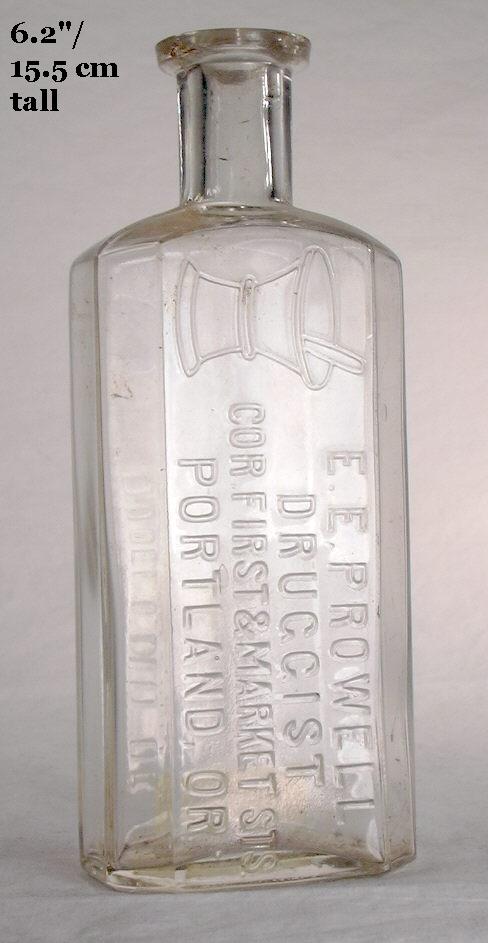 6.2"/
15.5 cm
tall
E.E. PROWELL
DRUGGIST
COR FIRST & MARKET STS.
PORTLAND, OR.